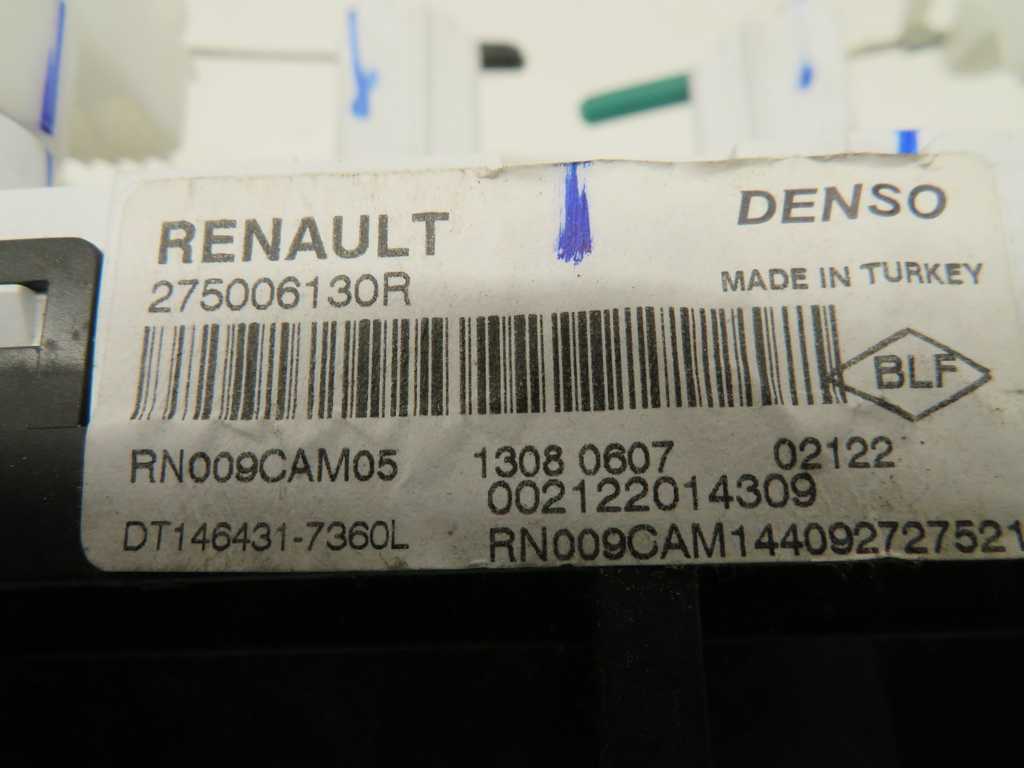 RENAULT
DENSO
275006130R
MADE IN TURKEY
BLF
RN009CAM05 1308 0607 02122
002122014309
DT146431-7360L
RN009CAM144092727521